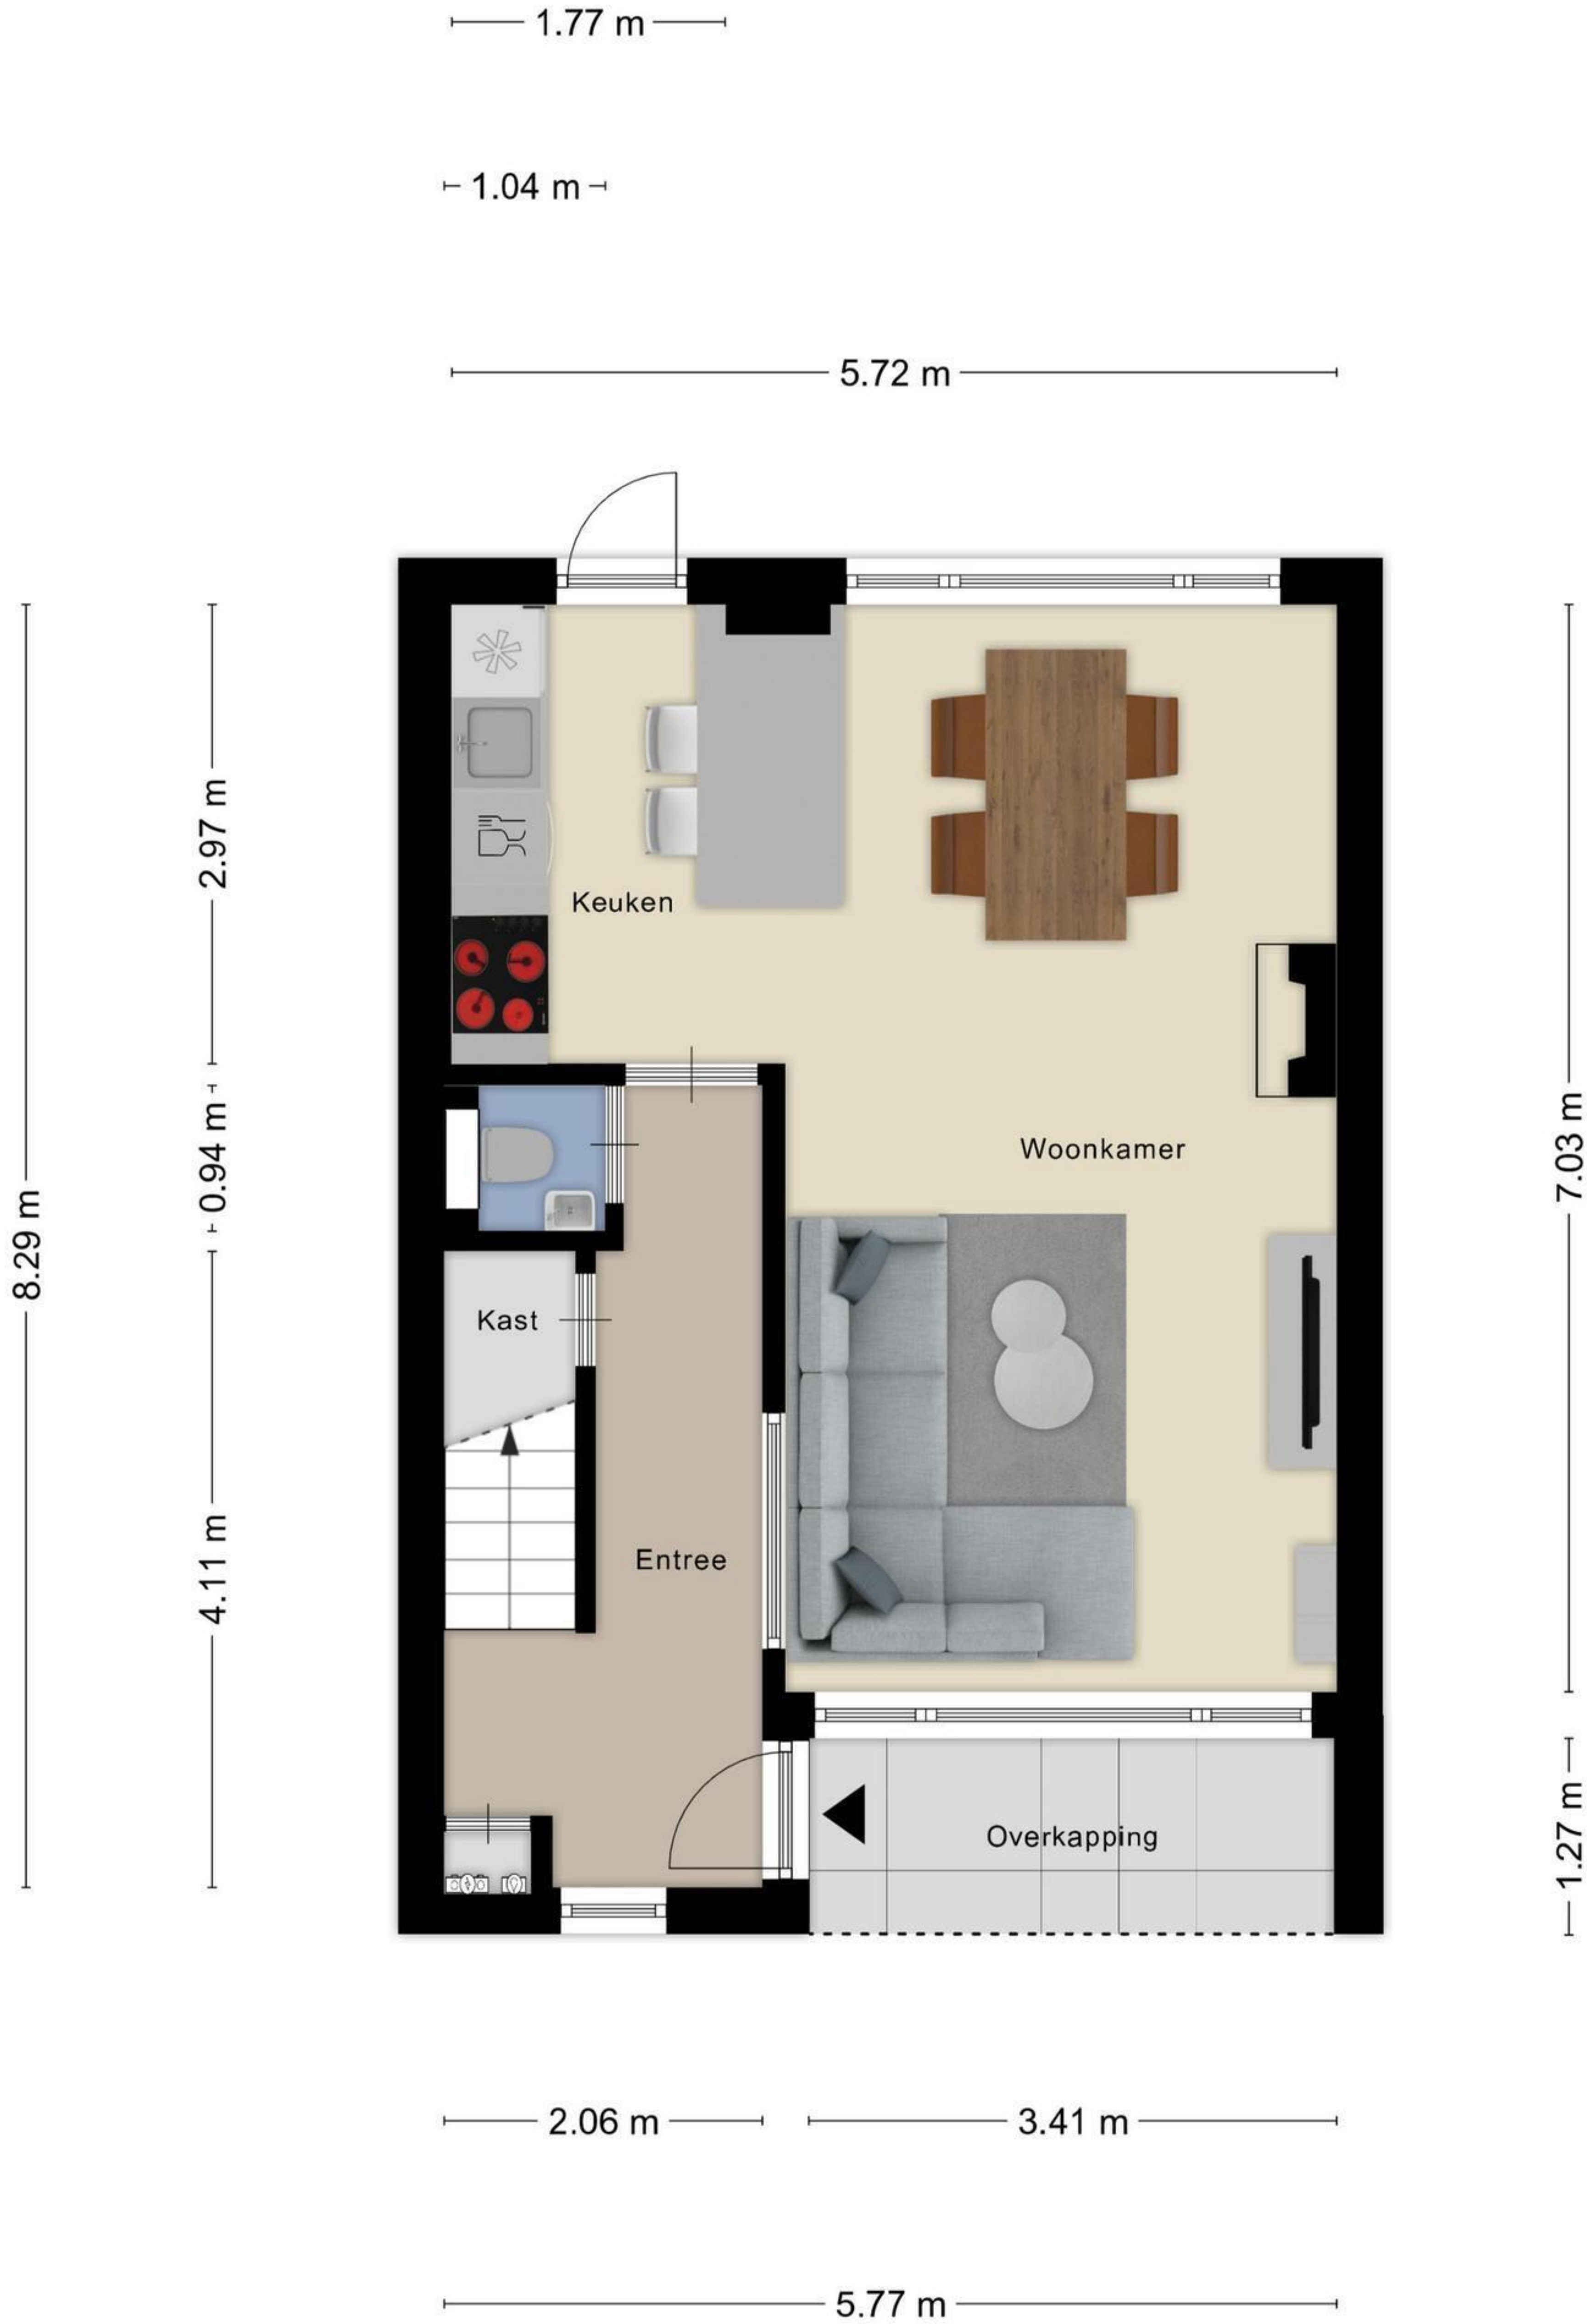 1.77 m
1.04 m
5.72 m
2.97 m
0.94 m
4.11 m
8.29 m
7.03 m
1.27 m
Keuken
Woonkamer
Kast
Entree
Overkapping
2.06 m
3.41 m
5.77 m